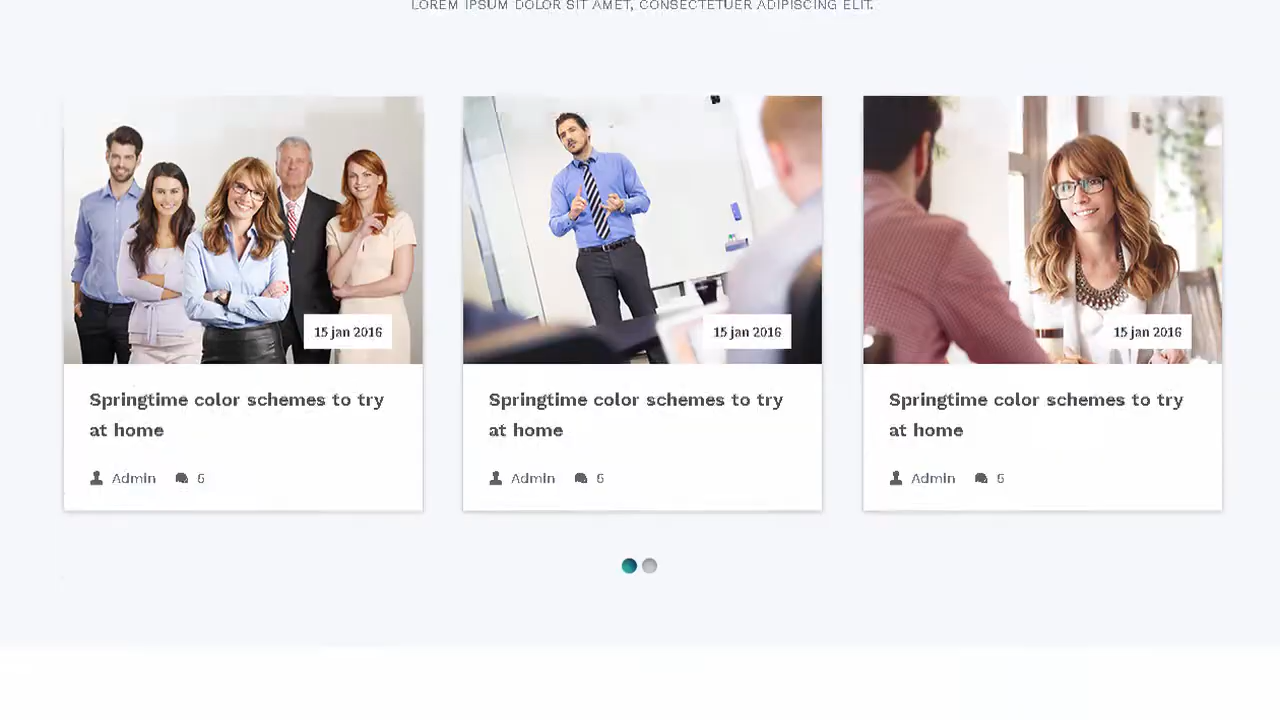 LOREM IPSUM DOLOR SIT AMET, CONSECTETUER ADIPISCING ELIT.
15 jan 2016
15 jan 2016
15 jan 2016
Springtime color schemes to try
at home
Admin 5
Springtime color schemes to try
at home
Admin 5
Springtime color schemes to try
at home
Admin 5